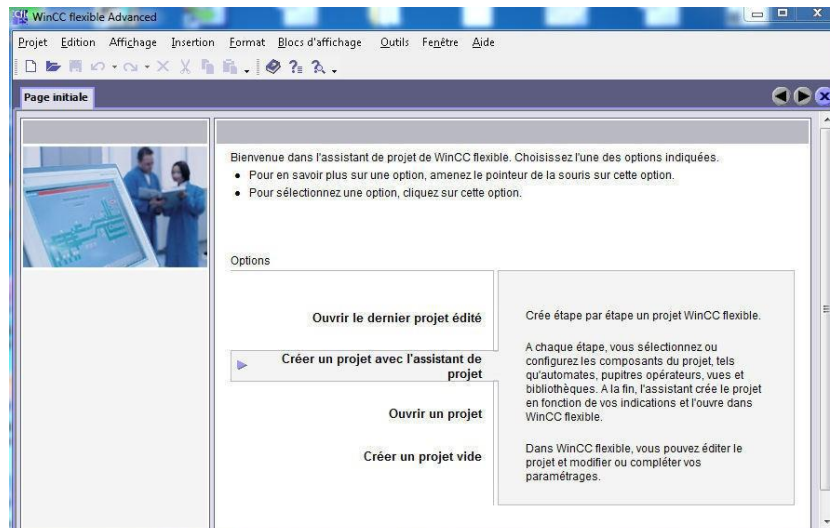 WinCC flexible Advanced
Projet Edition Affichage Insertion Format Blocs d'affichage Outils Fenêtre Aide
Page initiale
Bienvenue dans l'assistant de projet de WinCC flexible. Choisissez l'une des options indiquées.
• Pour en savoir plus sur une option, amenez le pointeur de la souris sur cette option.
• Pour sélectionnez une option, cliquez sur cette option.
Options
Ouvrir le dernier projet édité
Créer un projet avec l'assistant de
projet
Ouvrir un projet
Créer un projet vide
Crée étape par étape un projet WinCC flexible.
A chaque étape, vous sélectionnez ou
configurez les composants du projet, tels
qu'automates, pupitres opérateurs, vues et
bibliothèques. A la fin, l'assistant crée le projet
en fonction de vos indications et l'ouvre dans
WinCC flexible.
Dans WinCC flexible, vous pouvez éditer le
projet et modifier ou compléter vos
paramétrages.